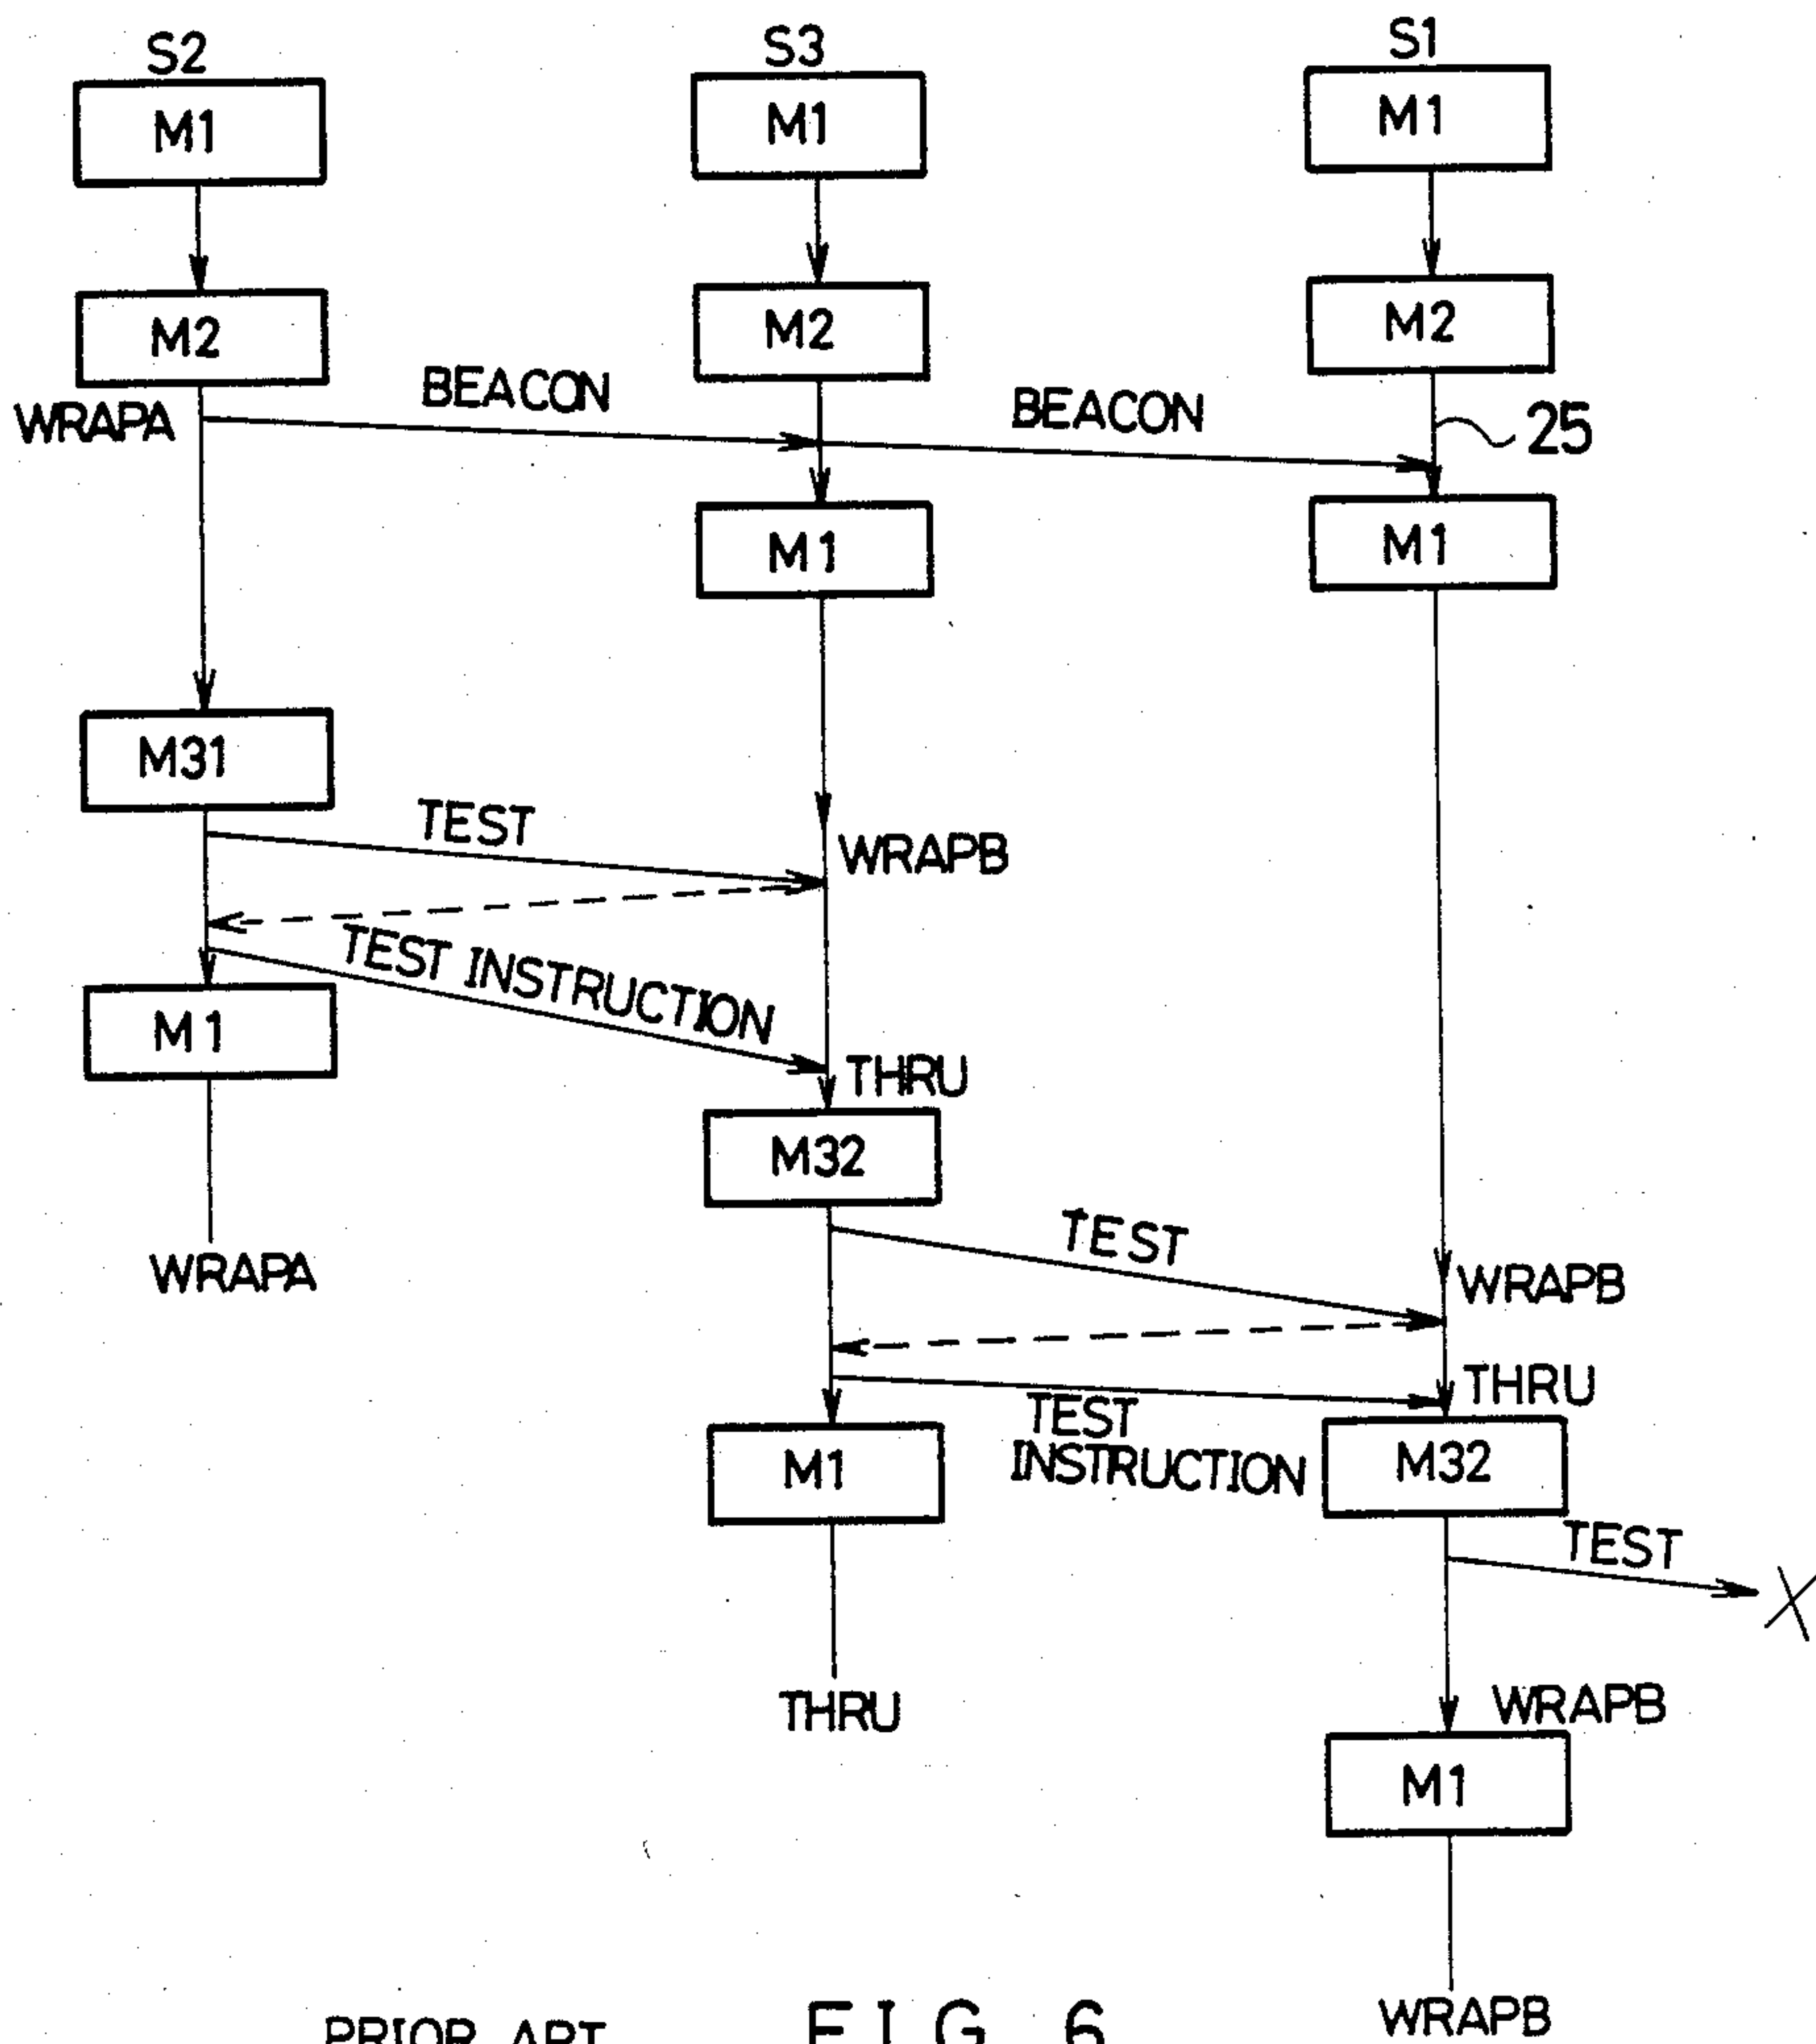 S2
S3
S1
M1
M1
M1
M2
M2
M2
WRAPA
BEACON
BEACON
25
M1
M1
M31
TEST
WRAPB
TEST INSTRUCTION
M1
THRU
M32
WRAPA
TEST
WRAPB
THRU
TEST
INSTRUCTION
M1
M32
TEST
X
THRU
WRAPB
M1
WRAPB
PRIOR ART
FIG. 6